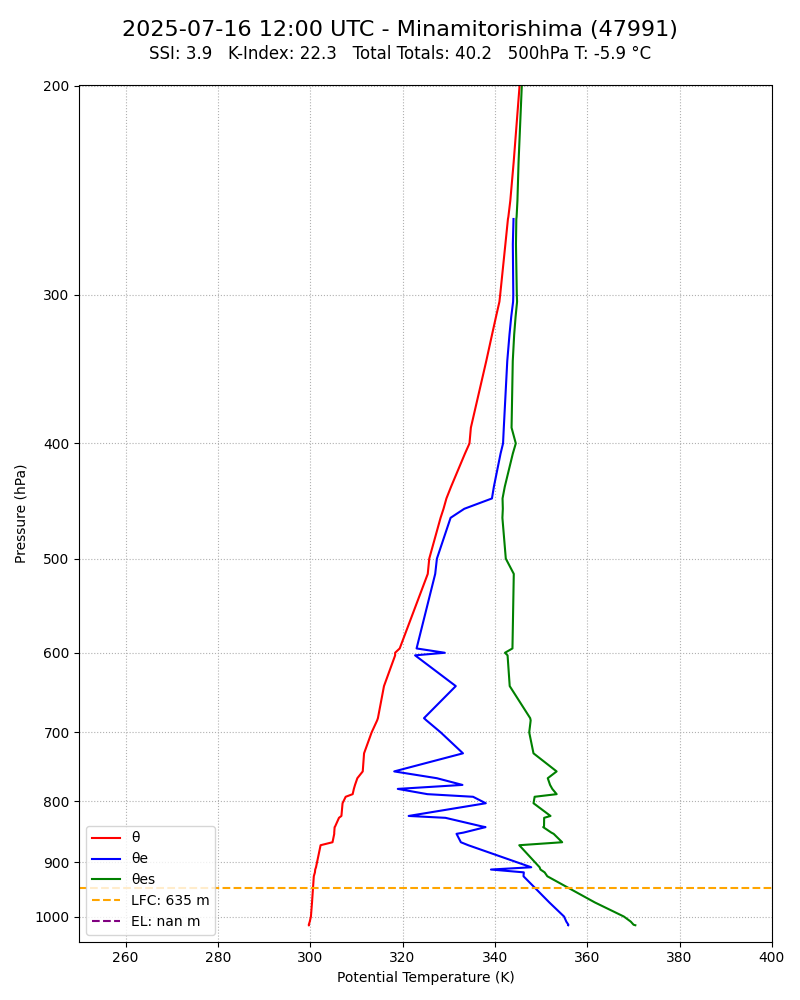 2025-07-16 12:00 UTC - Minamitorishima (47991)
SSI: 3.9 K-Index: 22.3 Total Totals: 40.2 500hPa T: -5.9 °C
200
300
400
500
600
700
800
900
1000
Pressure (hPa)
θ
θe
θes
LFC: 635 m
EL: nan m
260 280 300 320 340 360 380 400
Potential Temperature (K)